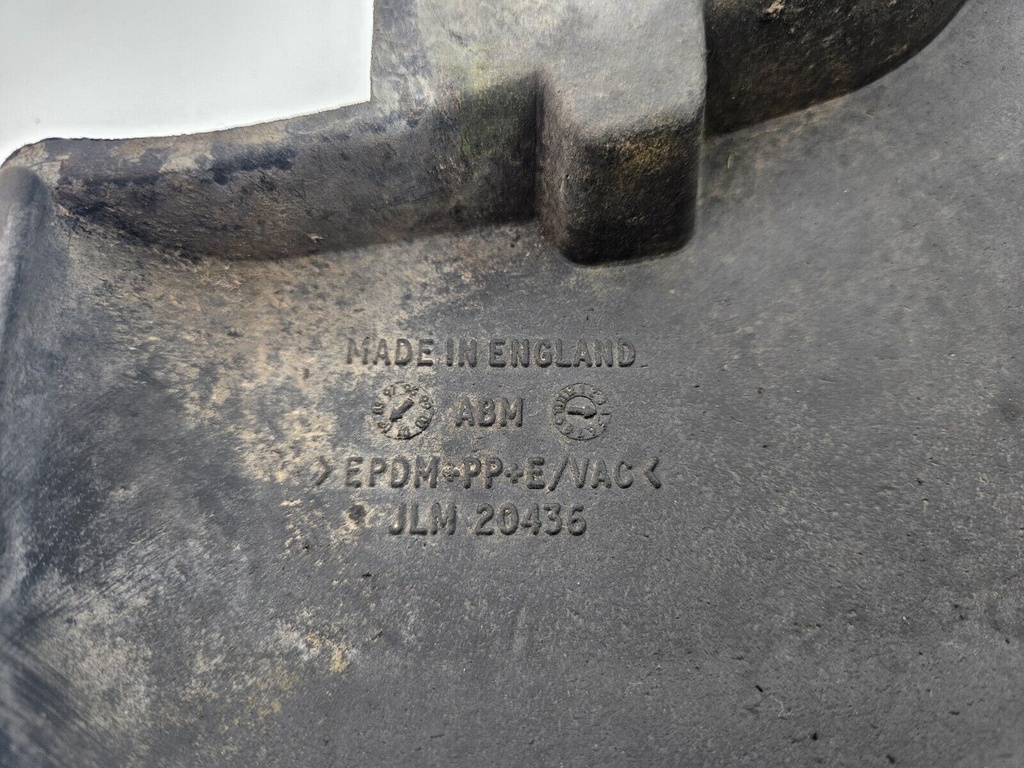 MADE IN ENGLAND
ABM
>EPDM+PP+E/VAC<
JLM 20436